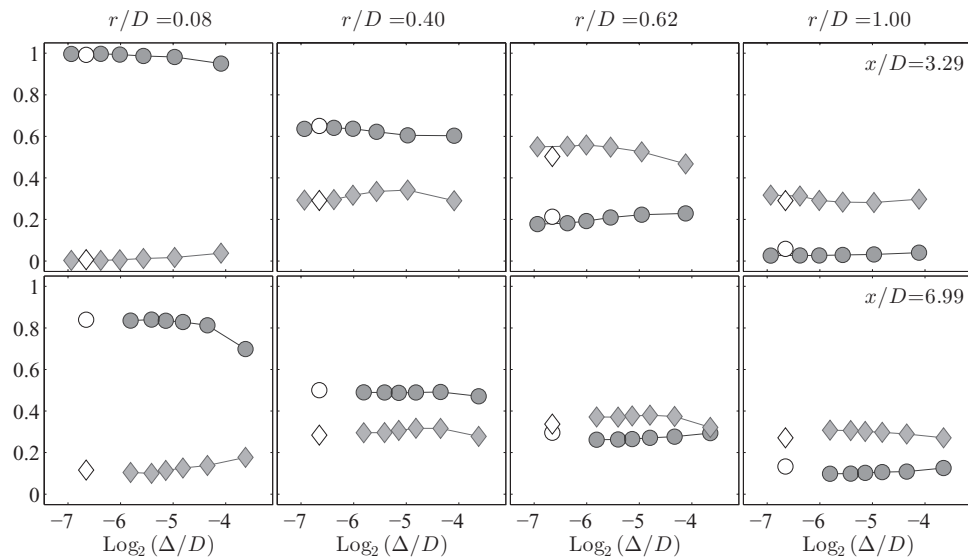 r/D =0.08 r/D =0.40 r/D =0.62 r/D =1.00
1
0.8
0.6
0.4
0.2
0
x/D=3.29
1
0.8
0.6
0.4
0.2
0
x/D=6.99
−7 −6 −5 −4 −7 −6 −5 −4 −7 −6 −5 −4 −7 −6 −5 −4
Log₂ (Δ/D) Log₂ (Δ/D) Log₂ (Δ/D) Log₂ (Δ/D)